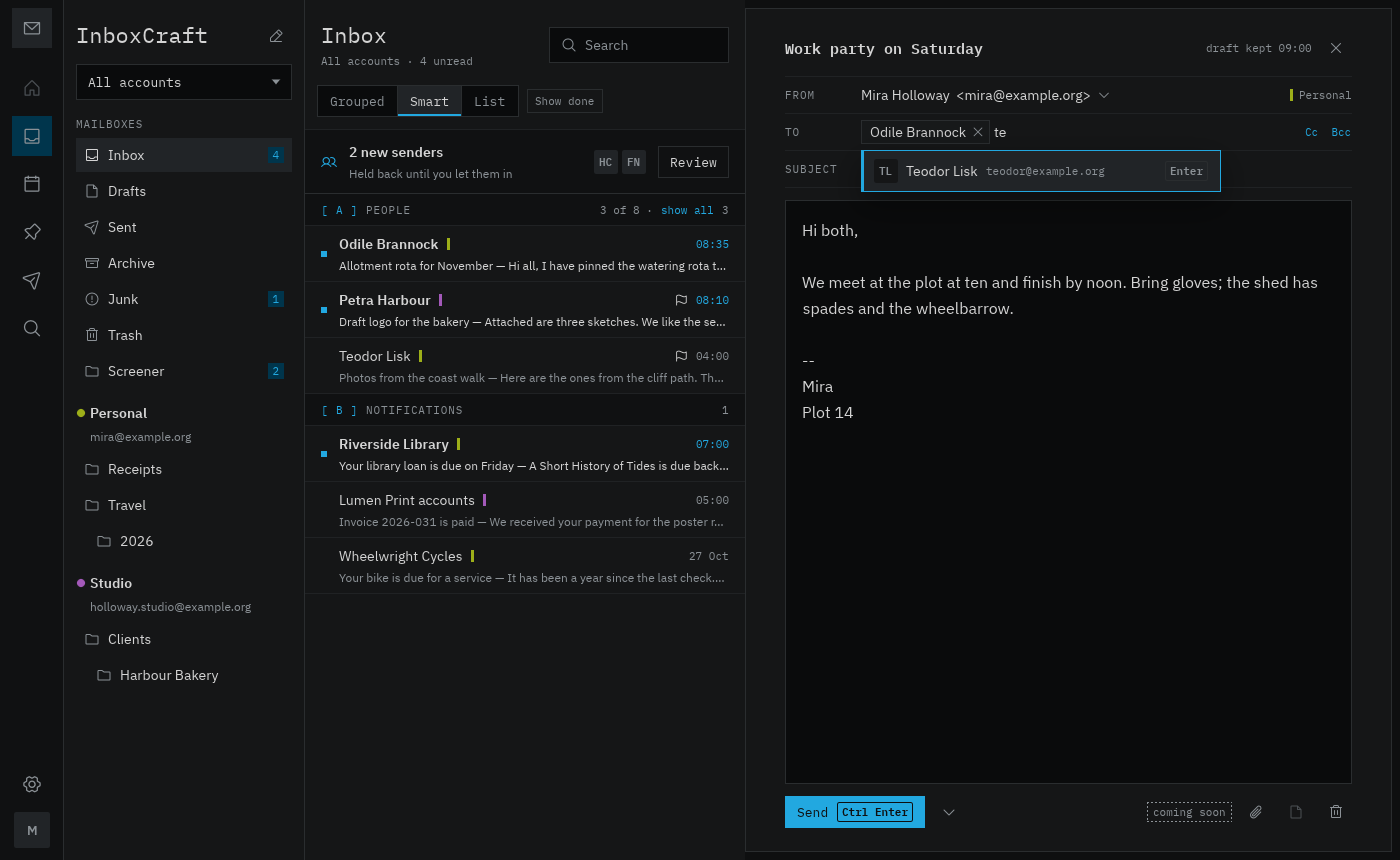 InboxCraft
All accounts
MAILBOXES
Inbox 4
Drafts
Sent
Archive
Junk 1
Trash
Screener 2
Personal
mira@example.org
Receipts
Travel
2026
Studio
holloway.studio@example.org
Clients
Harbour Bakery
M
Inbox
All accounts · 4 unread
Search
Grouped Smart List Show done
2 new senders
Held back until you let them in
HC FN Review
[ A ] PEOPLE 3 of 8 · show all 3
Odile Brannock 08:35
Allotment rota for November — Hi all, I have pinned the watering rota t…
Petra Harbour 08:10
Draft logo for the bakery — Attached are three sketches. We like the se…
Teodor Lisk 04:00
Photos from the coast walk — Here are the ones from the cliff path. Th…
[ B ] NOTIFICATIONS 1
Riverside Library 07:00
Your library loan is due on Friday — A Short History of Tides is due back…
Lumen Print accounts 05:00
Invoice 2026-031 is paid — We received your payment for the poster r…
Wheelwright Cycles 27 Oct
Your bike is due for a service — It has been a year since the last check.…
Work party on Saturday draft kept 09:00
FROM Mira Holloway <mira@example.org> Personal
TO Odile Brannock te Cc Bcc
SUBJECT TL Teodor Lisk teodor@example.org Enter
Hi both,
We meet at the plot at ten and finish by noon. Bring gloves; the shed has
spades and the wheelbarrow.
--
Mira
Plot 14
Send Ctrl Enter coming soon